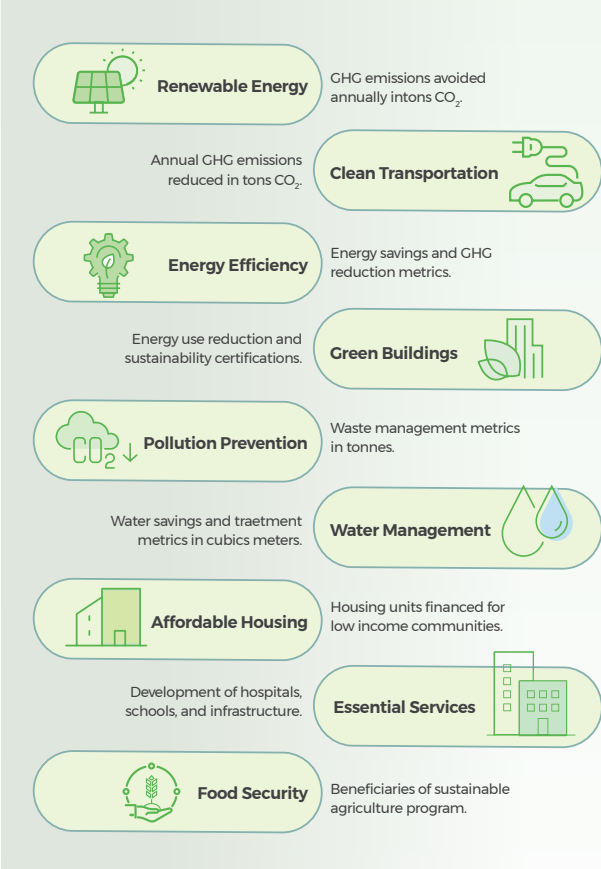 Renewable Energy
GHG emissions avoided
annually intons CO₂.
Annual GHG emissions
reduced in tons CO₂.
Clean Transportation
Energy Efficiency
Energy savings and GHG
reduction metrics.
Energy use reduction and
sustainability certifications.
Green Buildings
CO2
Pollution Prevention
Waste management metrics
in tonnes.
Water savings and traetment
metrics in cubics meters.
Water Management
Affordable Housing
Housing units financed for
low income communities.
Development of hospitals,
schools, and infrastructure.
Essential Services
Food Security
Beneficiaries of sustainable
agriculture program.